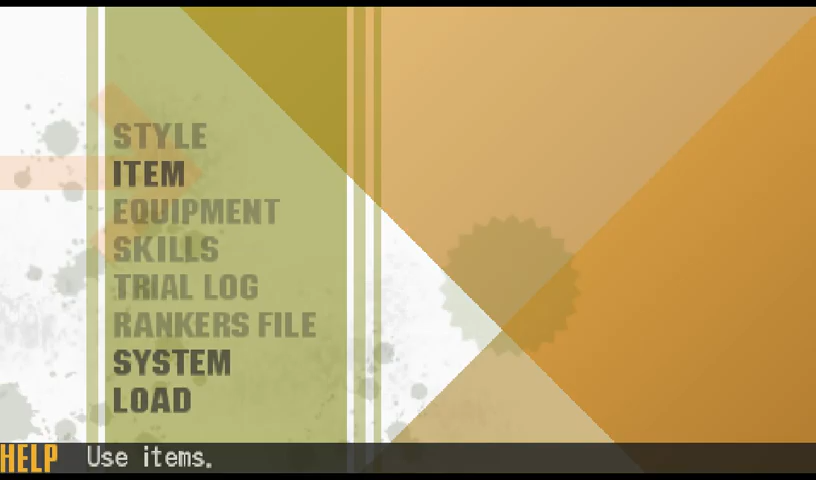 STYLE
ITEM
EQUIPMENT
SKILLS
TRIAL LOG
RANKERS FILE
SYSTEM
LOAD
HELP Use items.